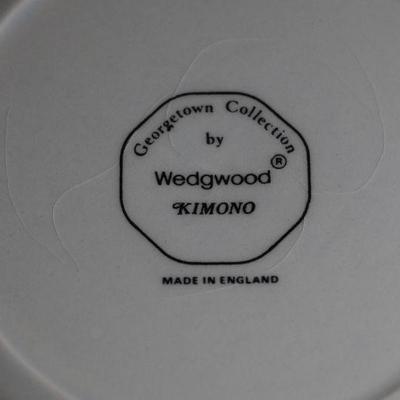 Georgetown Collection
by
Wedgwood®
KIMONO
MADE IN ENGLAND